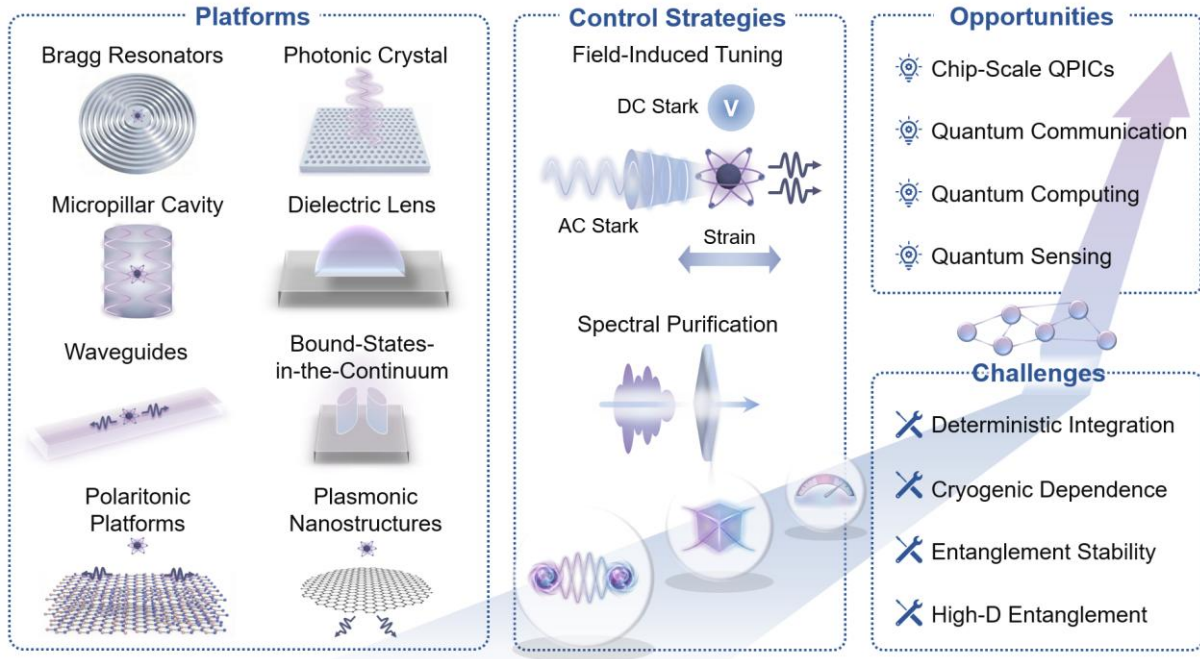 Platforms
Bragg Resonators
Photonic Crystal
Micropillar Cavity
Dielectric Lens
Waveguides
Bound-States-
in-the-Continuum
Polaritonic
Platforms
Plasmonic
Nanostructures
Control Strategies
Field-Induced Tuning
DC Stark
V
AC Stark
Strain
Spectral Purification
Opportunities
Chip-Scale QPICs
Quantum Communication
Quantum Computing
Quantum Sensing
Challenges
Deterministic Integration
Cryogenic Dependence
Entanglement Stability
High-D Entanglement